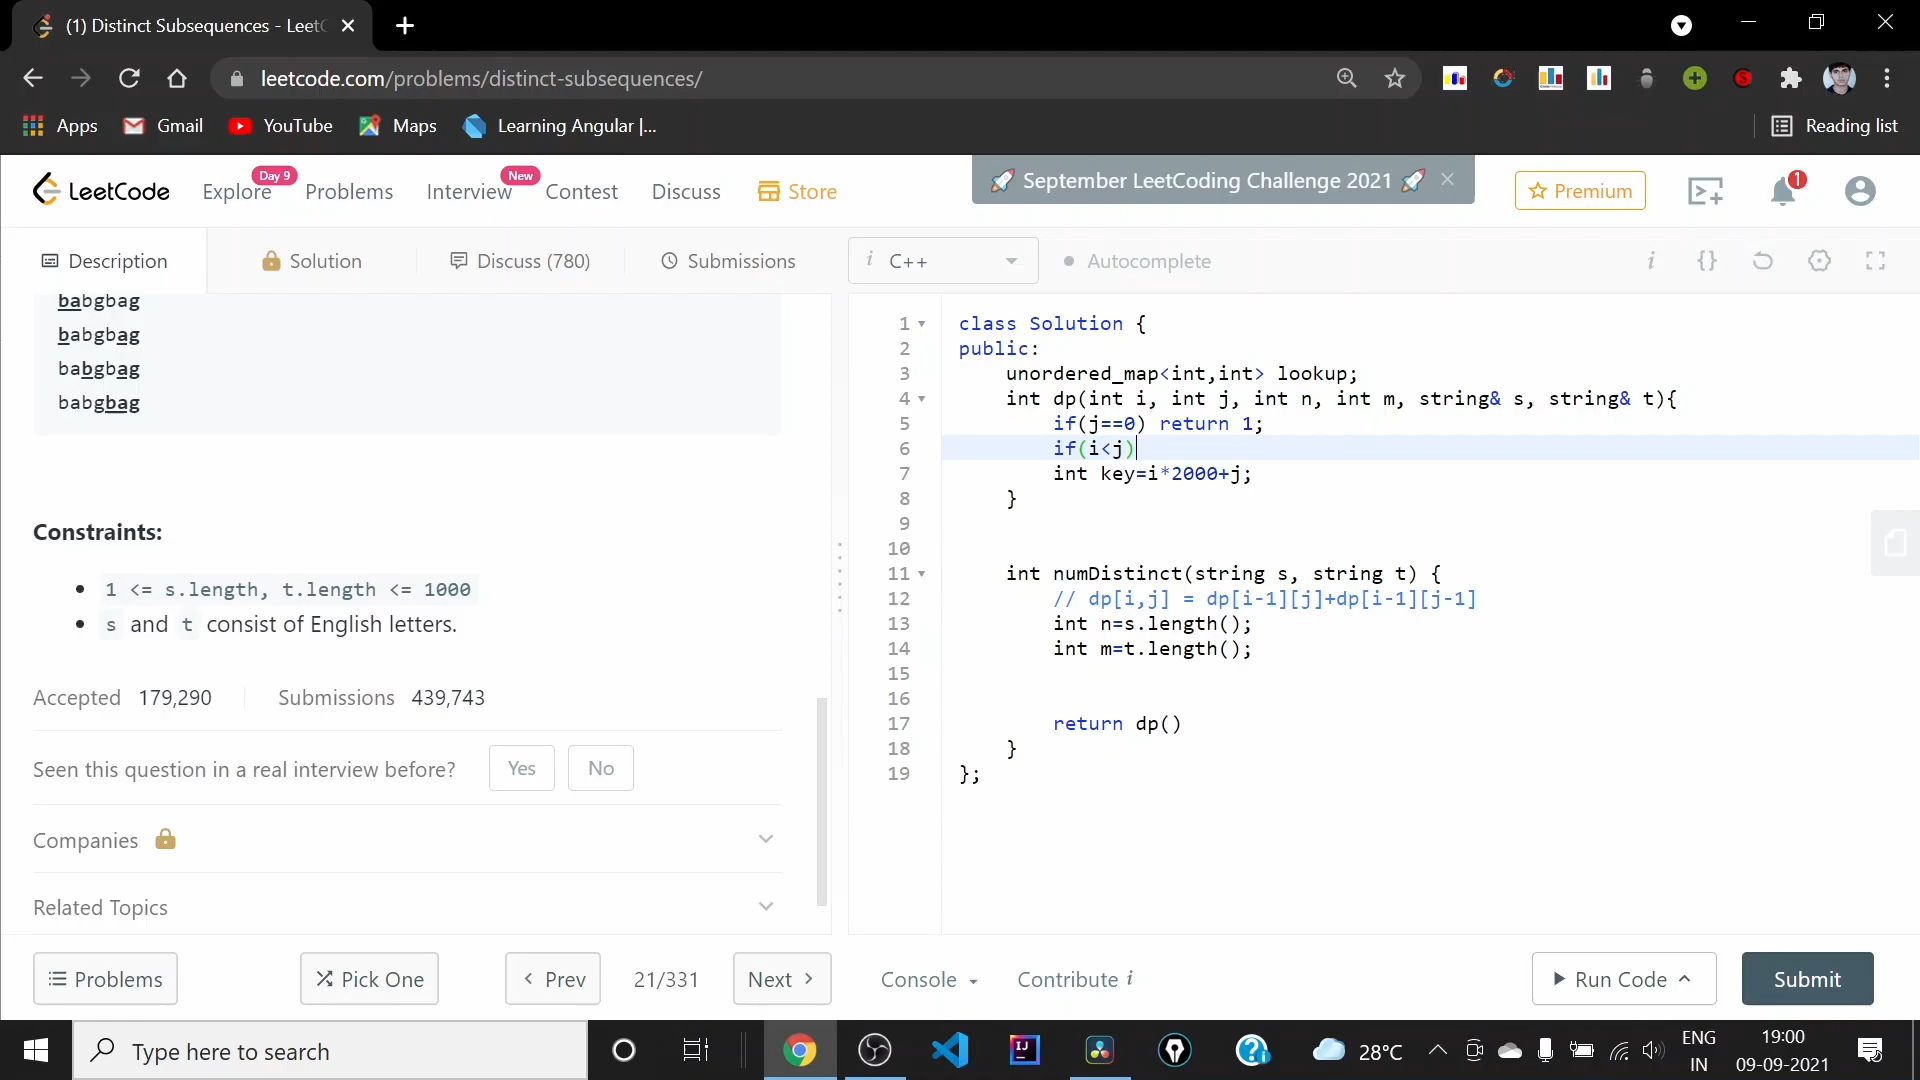 (1) Distinct Subsequences - Leet
leetcode.com/problems/distinct-subsequences/
Apps
Gmail
YouTube
Maps
Learning Angular |...
Reading list
LeetCode
Explore
Day 9
Problems
Interview
New
Contest
Discuss
Store
September LeetCoding Challenge 2021
Premium
1
Description
Solution
Discuss (780)
Submissions
i C++
Autocomplete
i {}
babgbag
babgbag
babgbag
babgbag
Constraints:
1 <= s.length, t.length <= 1000
s and t consist of English letters.
Accepted 179,290
Submissions 439,743
Seen this question in a real interview before?
Yes
No
Companies
Related Topics
1 class Solution {
2 public:
3 unordered_map<int,int> lookup;
4 int dp(int i, int j, int n, int m, string& s, string& t){
5 if(j==0) return 1;
6 if(i<j)
7 int key=i*2000+j;
8 }
9
10
11 int numDistinct(string s, string t) {
12 // dp[i,j] = dp[i-1][j]+dp[i-1][j-1]
13 int n=s.length();
14 int m=t.length();
15
16
17 return dp()
18 }
19 };
Problems
Pick One
Prev
21/331
Next
Console
Contribute i
Run Code
Submit
Type here to search
IJ
28°C
ENG
IN
19:00
09-09-2021